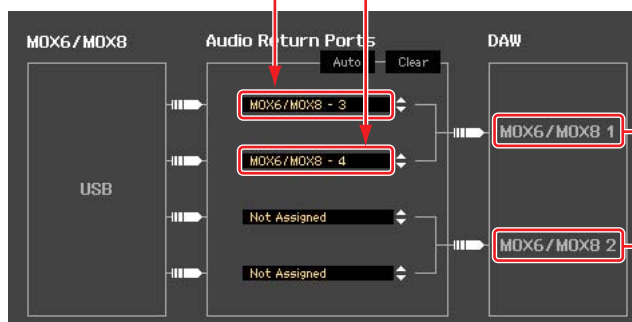 MOX6/MOX8
Audio Return Ports
DAW
Auto
Clear
MOX6/MOX8 - 3
MOX6/MOX8 1
MOX6/MOX8 - 4
USB
Not Assigned
MOX6/MOX8 2
Not Assigned